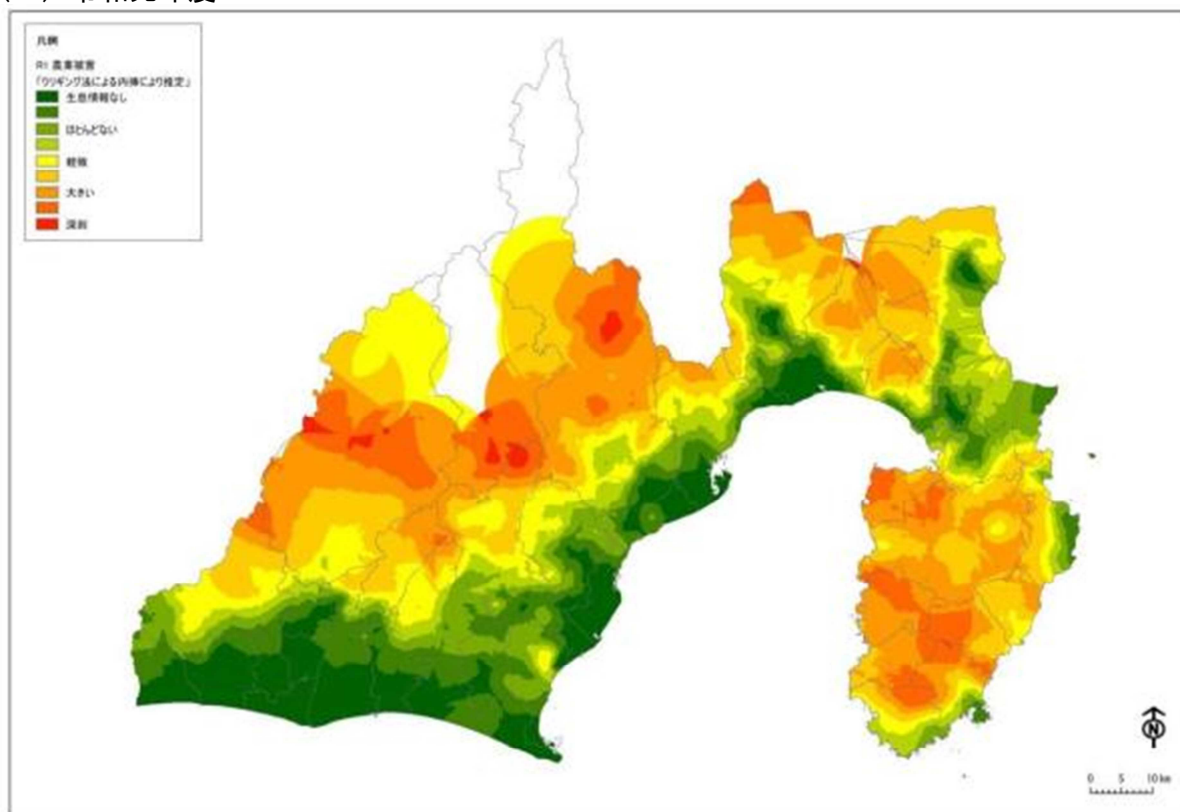 凡例
R1 農業被害
「クリギング法による内挿により推定」
生息情報なし
ほとんどない
軽微
大きい
深刻
N
0 5 10 km